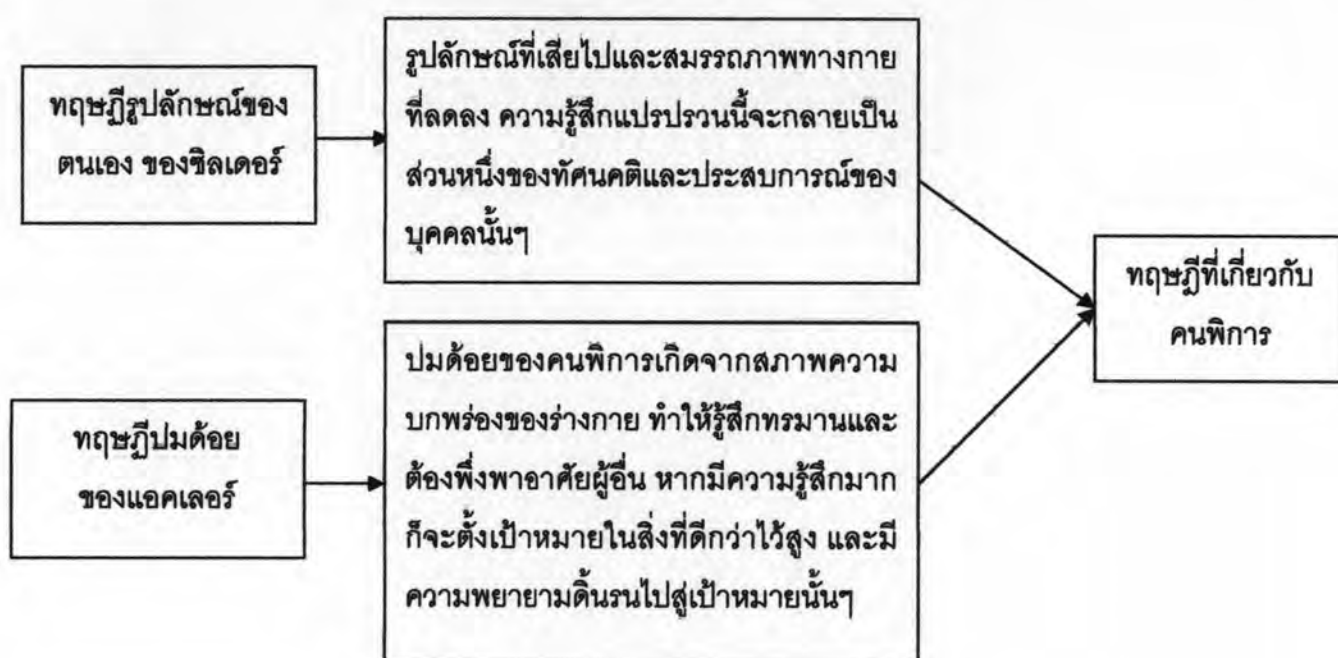 ทฤษฎีรูปลักษณ์ของ
ตนเอง ของซิลเดอร์
รูปลักษณ์ที่เสียไปและสมรรถภาพทางกาย
ที่ลดลง ความรู้สึกแปรปรวนนี้จะกลายเป็น
ส่วนหนึ่งของทัศนคติและประสบการณ์ของ
บุคคลนั้นๆ
ทฤษฎีปมด้อย
ของแอคเลอร์
ปมด้อยของคนพิการเกิดจากสภาพความ
บกพร่องของร่างกาย ทำให้รู้สึกทรมานและ
ต้องพึ่งพาอาศัยผู้อื่น หากมีความรู้สึกมาก
ก็จะตั้งเป้าหมายในสิ่งที่ดีกว่าไว้สูง และมี
ความพยายามดิ้นรนไปสู่เป้าหมายนั้นๆ
ทฤษฎีที่เกี่ยวกับ
คนพิการ